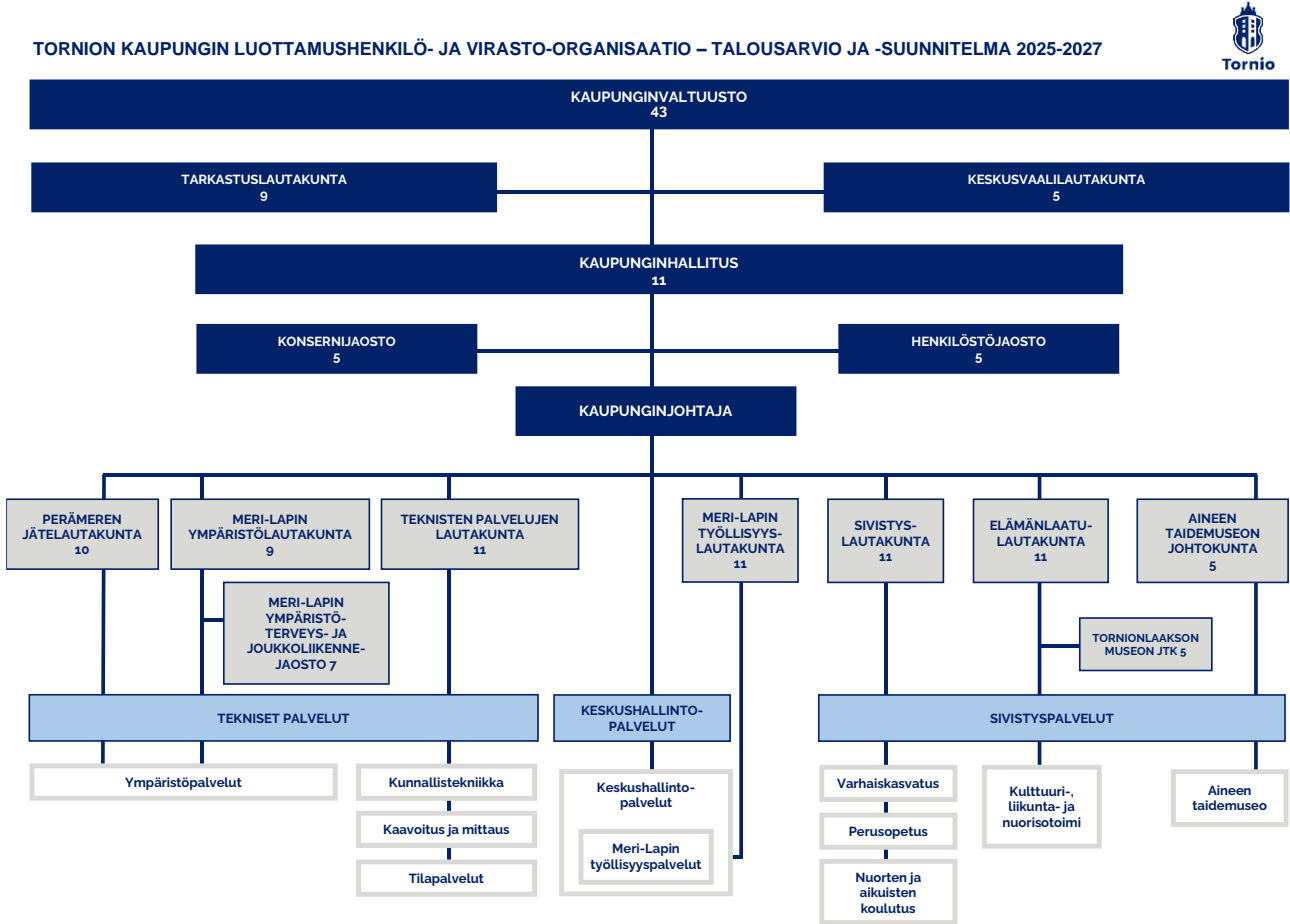 TORNION KAUPUNGIN LUOTTAMUSHENKILÖ- JA VIRASTO-ORGANISAATIO – TALOUSARVIO JA -SUUNNITELMA 2025-2027
Tornio
KAUPUNGINVALTUUSTO
43
TARKASTUSLAUTAKUNTA
9
KESKUSVAALILAUTAKUNTA
5
KAUPUNGINHALLITUS
11
KONSERNIJAOSTO
5
HENKILÖSTÖJAOSTO
5
KAUPUNGINJOHTAJA
PERÄMEREN
JÄTELAUTAKUNTA
10
MERI-LAPIN
YMPÄRISTÖLAUTAKUNTA
9
TEKNISTEN PALVELUJEN
LAUTAKUNTA
11
MERI-LAPIN
TYÖLLISYYS-
LAUTAKUNTA
11
SIVISTYS-
LAUTAKUNTA
11
ELÄMÄNLAATU-
LAUTAKUNTA
11
AINEEN
TAIDEMUSEON
JOHTOKUNTA
5
MERI-LAPIN
YMPÄRISTÖ-
TERVEYS- JA
JOUKKOLIIKENNE-
JAOSTO 7
TORNIONLAAKSON
MUSEON JTK 5
TEKNISET PALVELUT
KESKUSHALLINTO-
PALVELUT
SIVISTYSPALVELUT
Ympäristöpalvelut
Kunnallistekniikka
Kaavoitus ja mittaus
Tilapalvelut
Keskushallinto-
palvelut
Meri-Lapin
työllisyyspalvelut
Varhaiskasvatus
Perusopetus
Nuorten ja
aikuisten
koulutus
Kulttuuri-,
liikunta- ja
nuorisotoimi
Aineen
taidemuseo